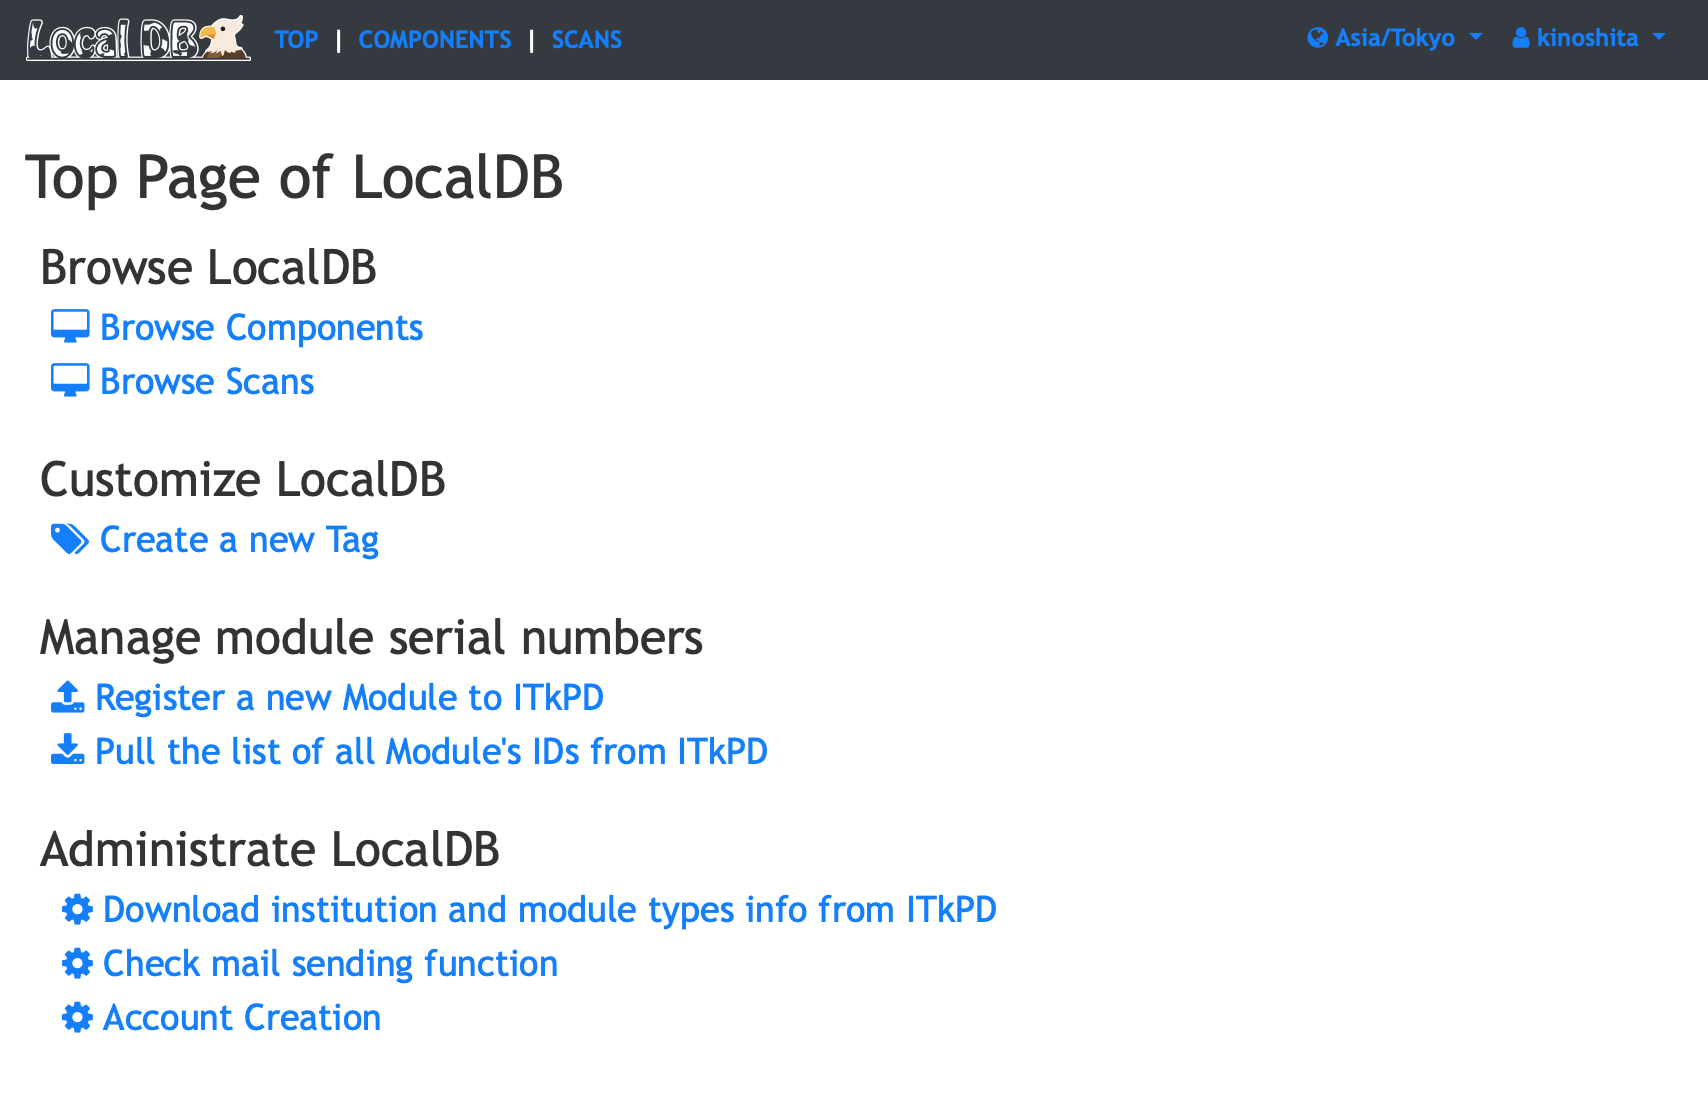 Local DB TOP | COMPONENTS | SCANS Asia/Tokyo kinoshita
Top Page of LocalDB
Browse LocalDB
Browse Components
Browse Scans
Customize LocalDB
Create a new Tag
Manage module serial numbers
Register a new Module to ITkPD
Pull the list of all Module's IDs from ITkPD
Administrate LocalDB
Download institution and module types info from ITkPD
Check mail sending function
Account Creation